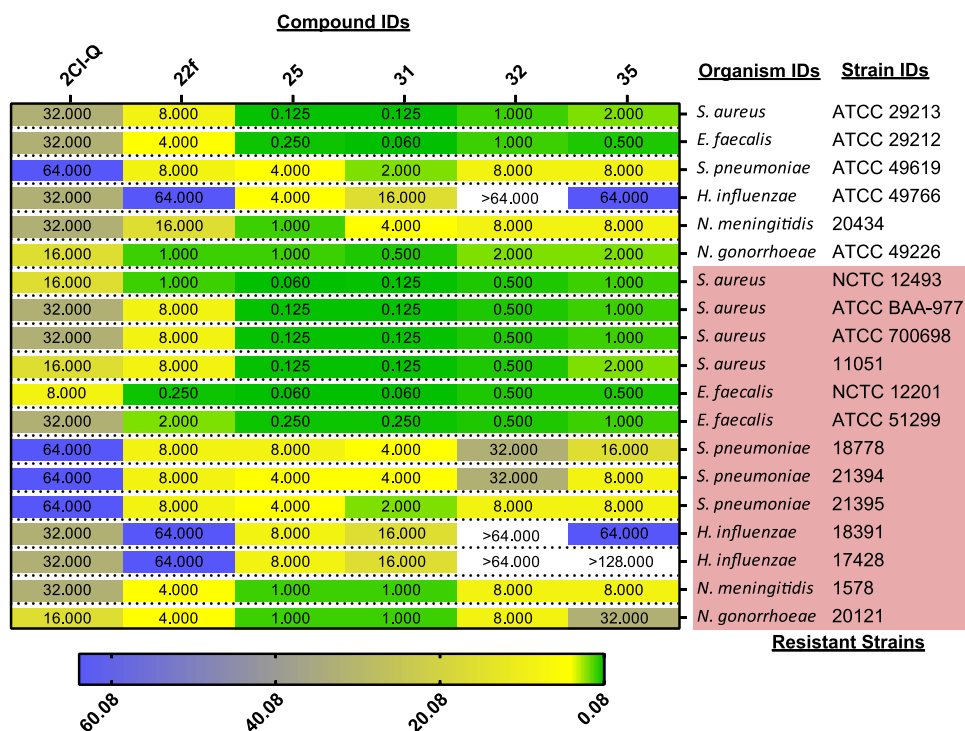 Compound IDs
2Cl-Q 22f 25 31 32 35 Organism IDs Strain IDs
32.000 8.000 0.125 0.125 1.000 2.000 S. aureus ATCC 29213
32.000 4.000 0.250 0.060 1.000 0.500 E. faecalis ATCC 29212
64.000 8.000 4.000 2.000 8.000 8.000 S. pneumoniae ATCC 49619
32.000 64.000 4.000 16.000 >64.000 64.000 H. influenzae ATCC 49766
32.000 16.000 1.000 4.000 8.000 8.000 N. meningitidis 20434
16.000 1.000 1.000 0.500 2.000 2.000 N. gonorrhoeae ATCC 49226
16.000 1.000 0.060 0.125 0.500 1.000 S. aureus NCTC 12493
32.000 8.000 0.125 0.125 0.500 1.000 S. aureus ATCC BAA-977
32.000 8.000 0.125 0.125 0.500 1.000 S. aureus ATCC 700698
16.000 8.000 0.125 0.125 0.500 2.000 S. aureus 11051
8.000 0.250 0.060 0.060 0.500 0.500 E. faecalis NCTC 12201
32.000 2.000 0.250 0.250 0.500 1.000 E. faecalis ATCC 51299
64.000 8.000 8.000 4.000 32.000 16.000 S. pneumoniae 18778
64.000 8.000 4.000 4.000 32.000 8.000 S. pneumoniae 21394
64.000 8.000 4.000 2.000 8.000 8.000 S. pneumoniae 21395
32.000 64.000 8.000 16.000 >64.000 64.000 H. influenzae 18391
32.000 64.000 8.000 16.000 >64.000 >128.000 H. influenzae 17428
32.000 4.000 1.000 1.000 8.000 8.000 N. meningitidis 1578
16.000 4.000 1.000 1.000 8.000 32.000 N. gonorrhoeae 20121
Resistant Strains
60.08 40.08 20.08 0.08